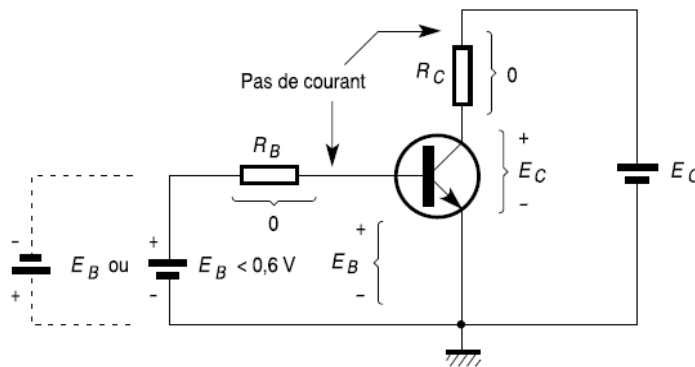 Pas de courant
R_C
0
R_B
0
+
E_C
-
E_C
-
E_B ou
+
+
E_B < 0,6 V
-
+
E_B
-